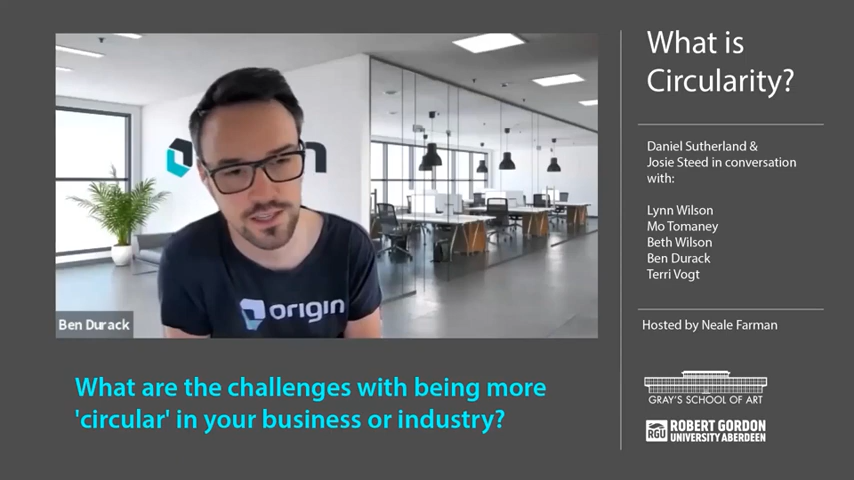 origin
Ben Durack
What are the challenges with being more
'circular' in your business or industry?
What is
Circularity?
Daniel Sutherland &
Josie Steed in conversation
with:
Lynn Wilson
Mo Tomaney
Beth Wilson
Ben Durack
Terri Vogt
Hosted by Neale Farman
GRAY'S SCHOOL OF ART
RGU
ROBERT GORDON
UNIVERSITY ABERDEEN